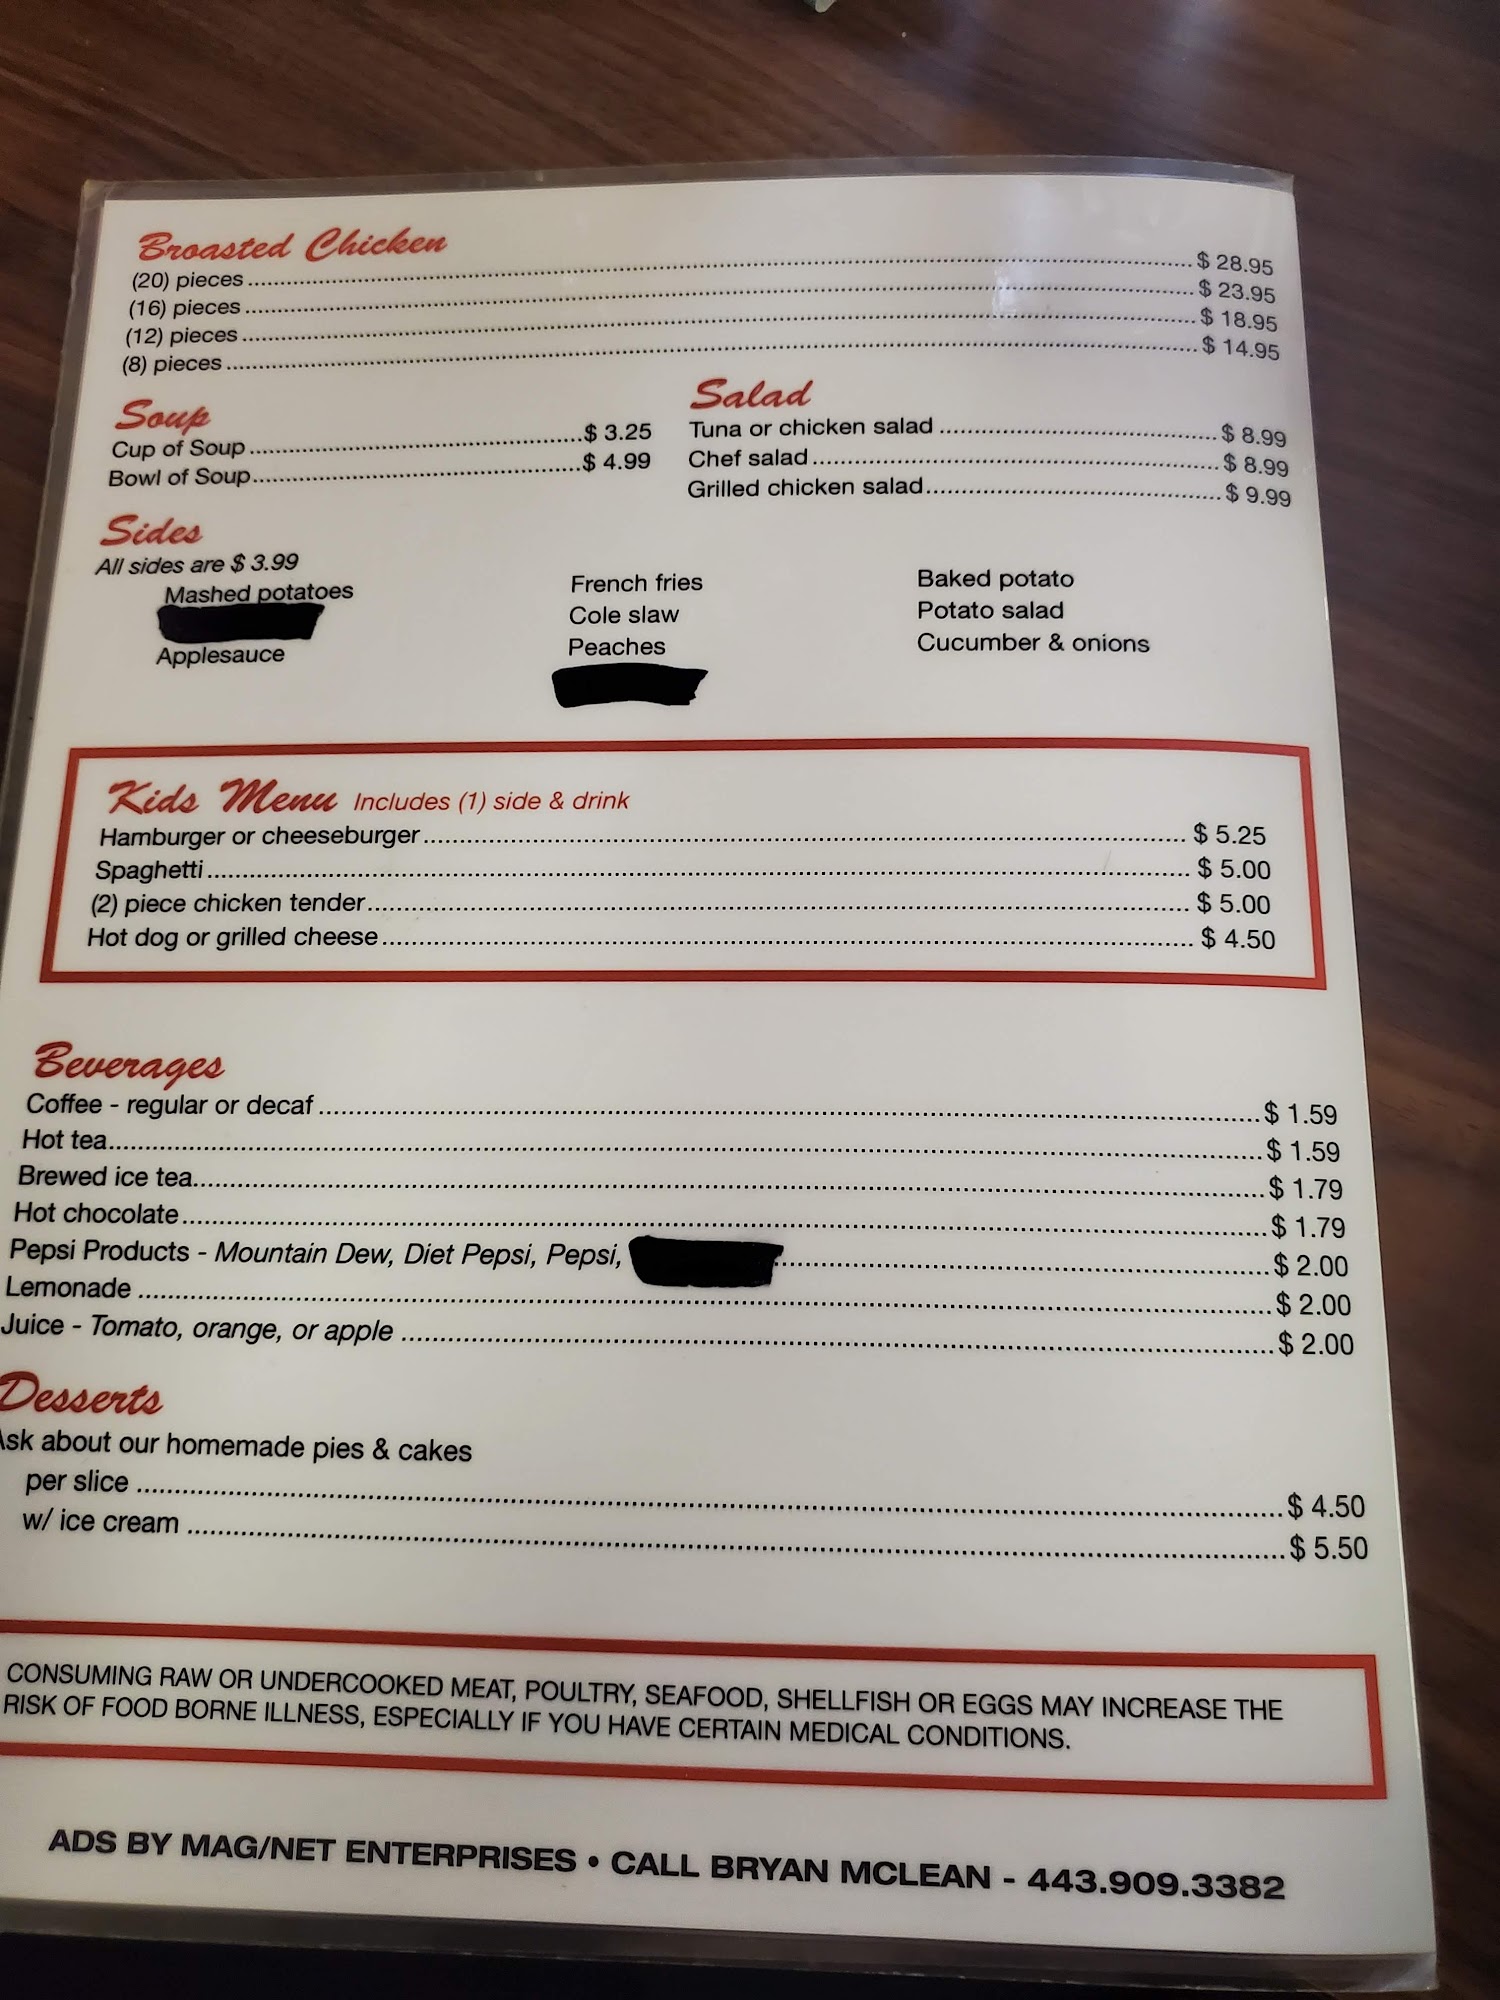 Broasted Chicken
(20) pieces $ 28.95
(16) pieces $ 23.95
(12) pieces $ 18.95
(8) pieces $ 14.95
Soup
Cup of Soup $ 3.25
Bowl of Soup $ 4.99
Salad
Tuna or chicken salad $ 8.99
Chef salad $ 8.99
Grilled chicken salad $ 9.99
Sides
All sides are $ 3.99
Mashed potatoes
Applesauce
French fries
Cole slaw
Peaches
Baked potato
Potato salad
Cucumber & onions
Kids Menu Includes (1) side & drink
Hamburger or cheeseburger $ 5.25
Spaghetti $ 5.00
(2) piece chicken tender $ 5.00
Hot dog or grilled cheese $ 4.50
Beverages
Coffee - regular or decaf $ 1.59
Hot tea $ 1.59
Brewed ice tea $ 1.79
Hot chocolate $ 1.79
Pepsi Products - Mountain Dew, Diet Pepsi, Pepsi, $ 2.00
Lemonade $ 2.00
Juice - Tomato, orange, or apple $ 2.00
Desserts
Ask about our homemade pies & cakes
per slice $ 4.50
w/ ice cream $ 5.50
CONSUMING RAW OR UNDERCOOKED MEAT, POULTRY, SEAFOOD, SHELLFISH OR EGGS MAY INCREASE THE
RISK OF FOOD BORNE ILLNESS, ESPECIALLY IF YOU HAVE CERTAIN MEDICAL CONDITIONS.
ADS BY MAG/NET ENTERPRISES • CALL BRYAN MCLEAN - 443.909.3382